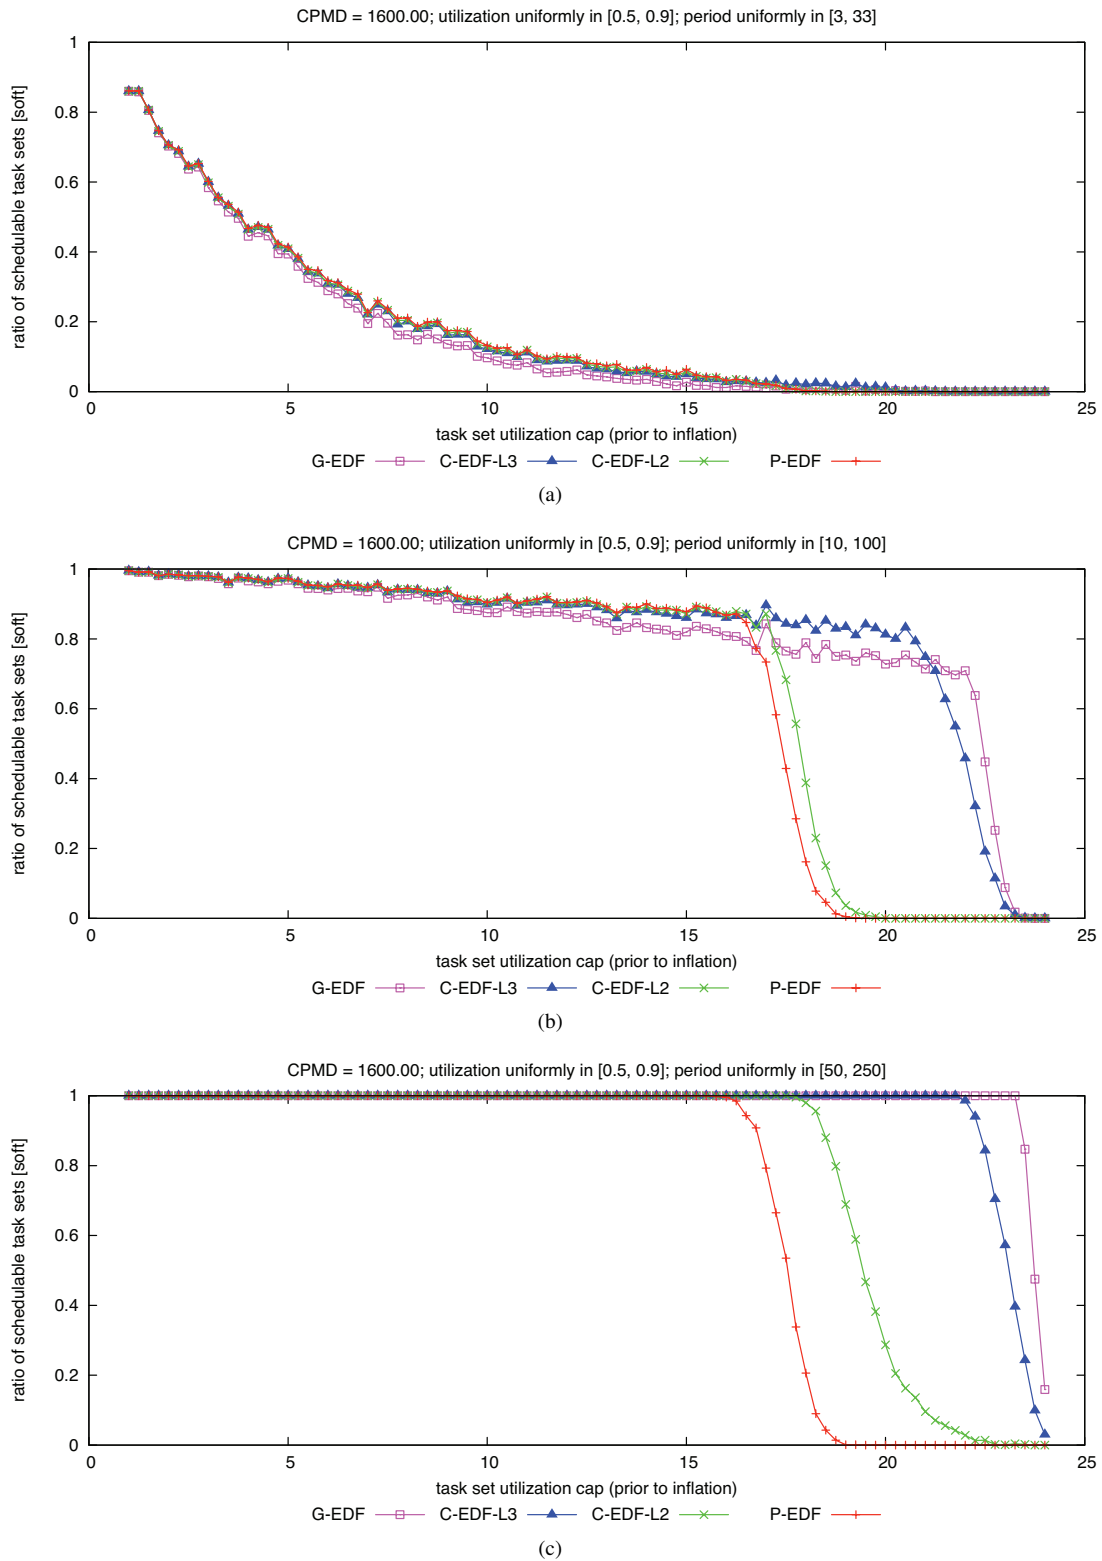 CPMD = 1600.00; utilization uniformly in [0.5, 0.9]; period uniformly in [3, 33]
ratio of schedulable task sets [soft]
1
0.8
0.6
0.4
0.2
0
0 5 10 15 20 25
task set utilization cap (prior to inflation)
G-EDF C-EDF-L3 C-EDF-L2 P-EDF
(a)
CPMD = 1600.00; utilization uniformly in [0.5, 0.9]; period uniformly in [10, 100]
ratio of schedulable task sets [soft]
1
0.8
0.6
0.4
0.2
0
0 5 10 15 20 25
task set utilization cap (prior to inflation)
G-EDF C-EDF-L3 C-EDF-L2 P-EDF
(b)
CPMD = 1600.00; utilization uniformly in [0.5, 0.9]; period uniformly in [50, 250]
ratio of schedulable task sets [soft]
1
0.8
0.6
0.4
0.2
0
0 5 10 15 20 25
task set utilization cap (prior to inflation)
G-EDF C-EDF-L3 C-EDF-L2 P-EDF
(c)